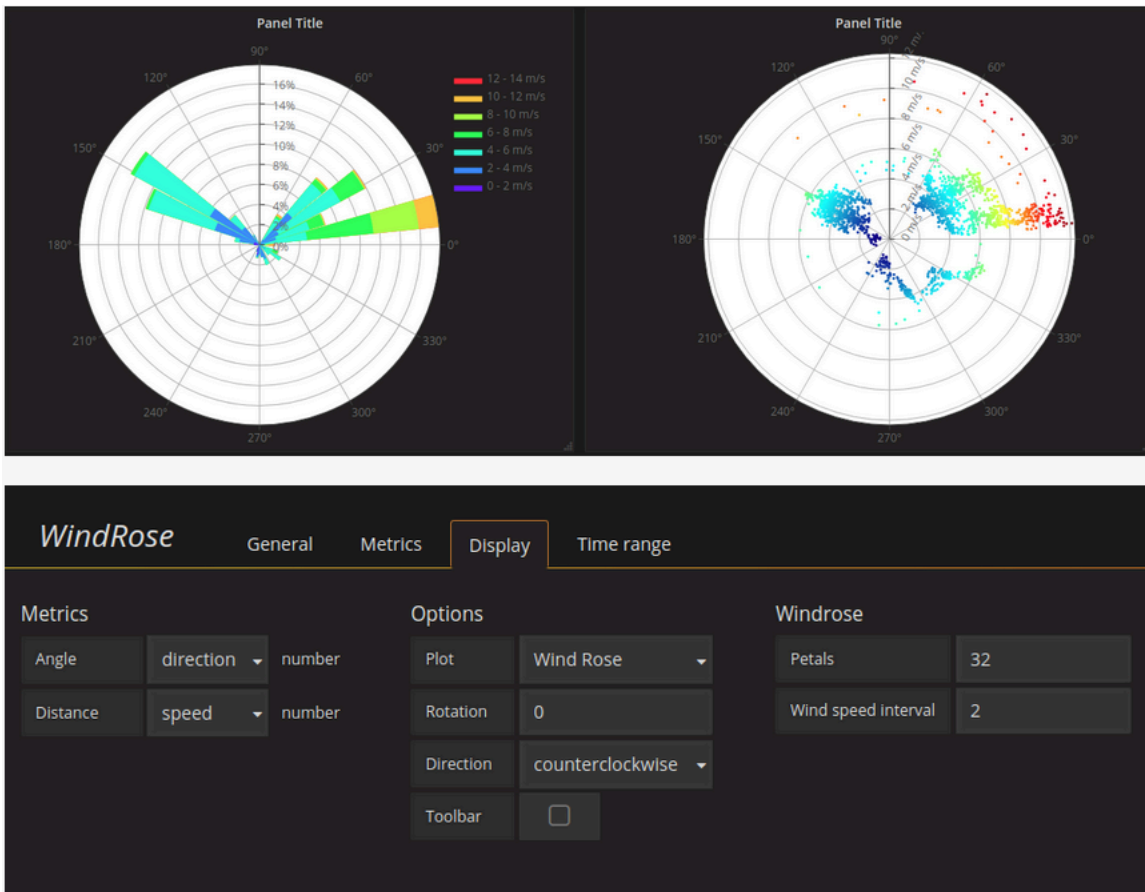 Panel Title
90°
120°
60°
150°
30°
180°
0°
210°
330°
240°
300°
270°
16%
14%
12%
10%
8%
6%
4%
0%
12 - 14 m/s
10 - 12 m/s
8 - 10 m/s
6 - 8 m/s
4 - 6 m/s
2 - 4 m/s
0 - 2 m/s
Panel Title
90°
120°
60°
150°
30°
180°
0°
210°
330°
240°
300°
270°
10 m/s
8 m/s
6 m/s
4 m/s
2 m/s
0 m/s
WindRose General Metrics Display Time range
Metrics
Angle direction number
Distance speed number
Options
Plot Wind Rose
Rotation 0
Direction counterclockwise
Toolbar
Windrose
Petals 32
Wind speed interval 2